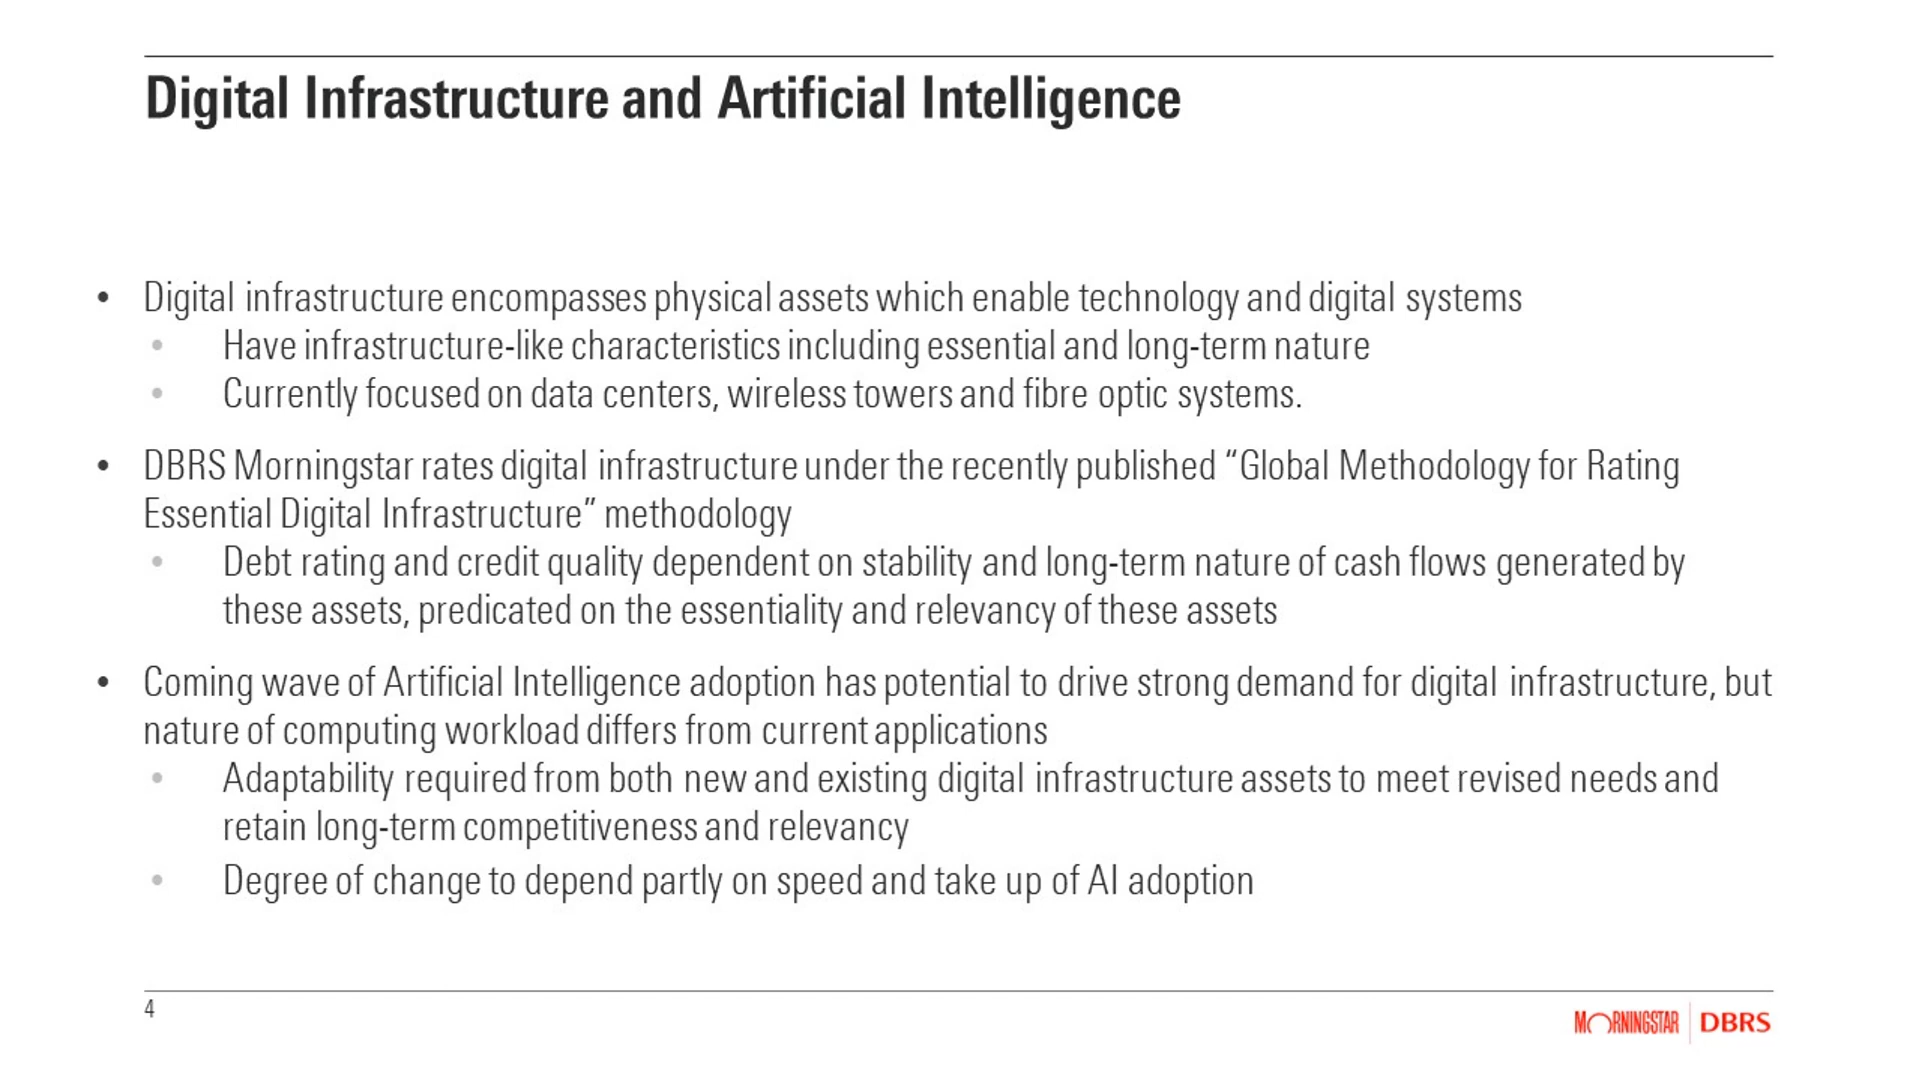 Digital Infrastructure and Artificial Intelligence
• Digital infrastructure encompasses physical assets which enable technology and digital systems
• Have infrastructure-like characteristics including essential and long-term nature
• Currently focused on data centers, wireless towers and fibre optic systems.
• DBRS Morningstar rates digital infrastructure under the recently published “Global Methodology for Rating
Essential Digital Infrastructure” methodology
• Debt rating and credit quality dependent on stability and long-term nature of cash flows generated by
these assets, predicated on the essentiality and relevancy of these assets
• Coming wave of Artificial Intelligence adoption has potential to drive strong demand for digital infrastructure, but
nature of computing workload differs from current applications
• Adaptability required from both new and existing digital infrastructure assets to meet revised needs and
retain long-term competitiveness and relevancy
• Degree of change to depend partly on speed and take up of AI adoption
4
MORNINGSTAR | DBRS